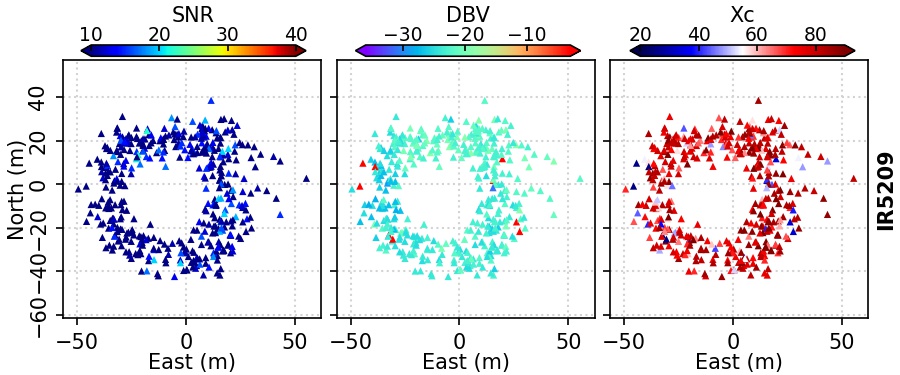 SNR DBV Xc
10 20 30 40 −30 −20 −10 20 40 60 80
40
20
0
−20
−40
−60
North (m)
IR5209
−50 0 50 −50 0 50 −50 0 50
East (m) East (m) East (m)